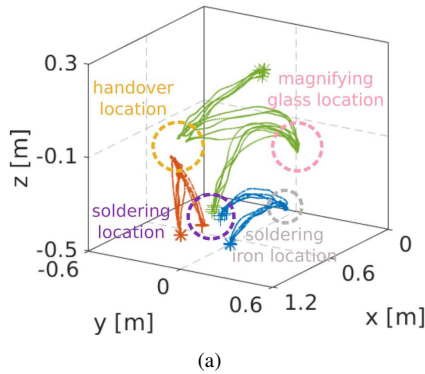 0.3
handover
location
magnifying
glass location
z [m]
-0.1
soldering
location
soldering
iron location
-0.5
-0.6
0
0.6
y [m]
1.2
0.6
0
x [m]
(a)